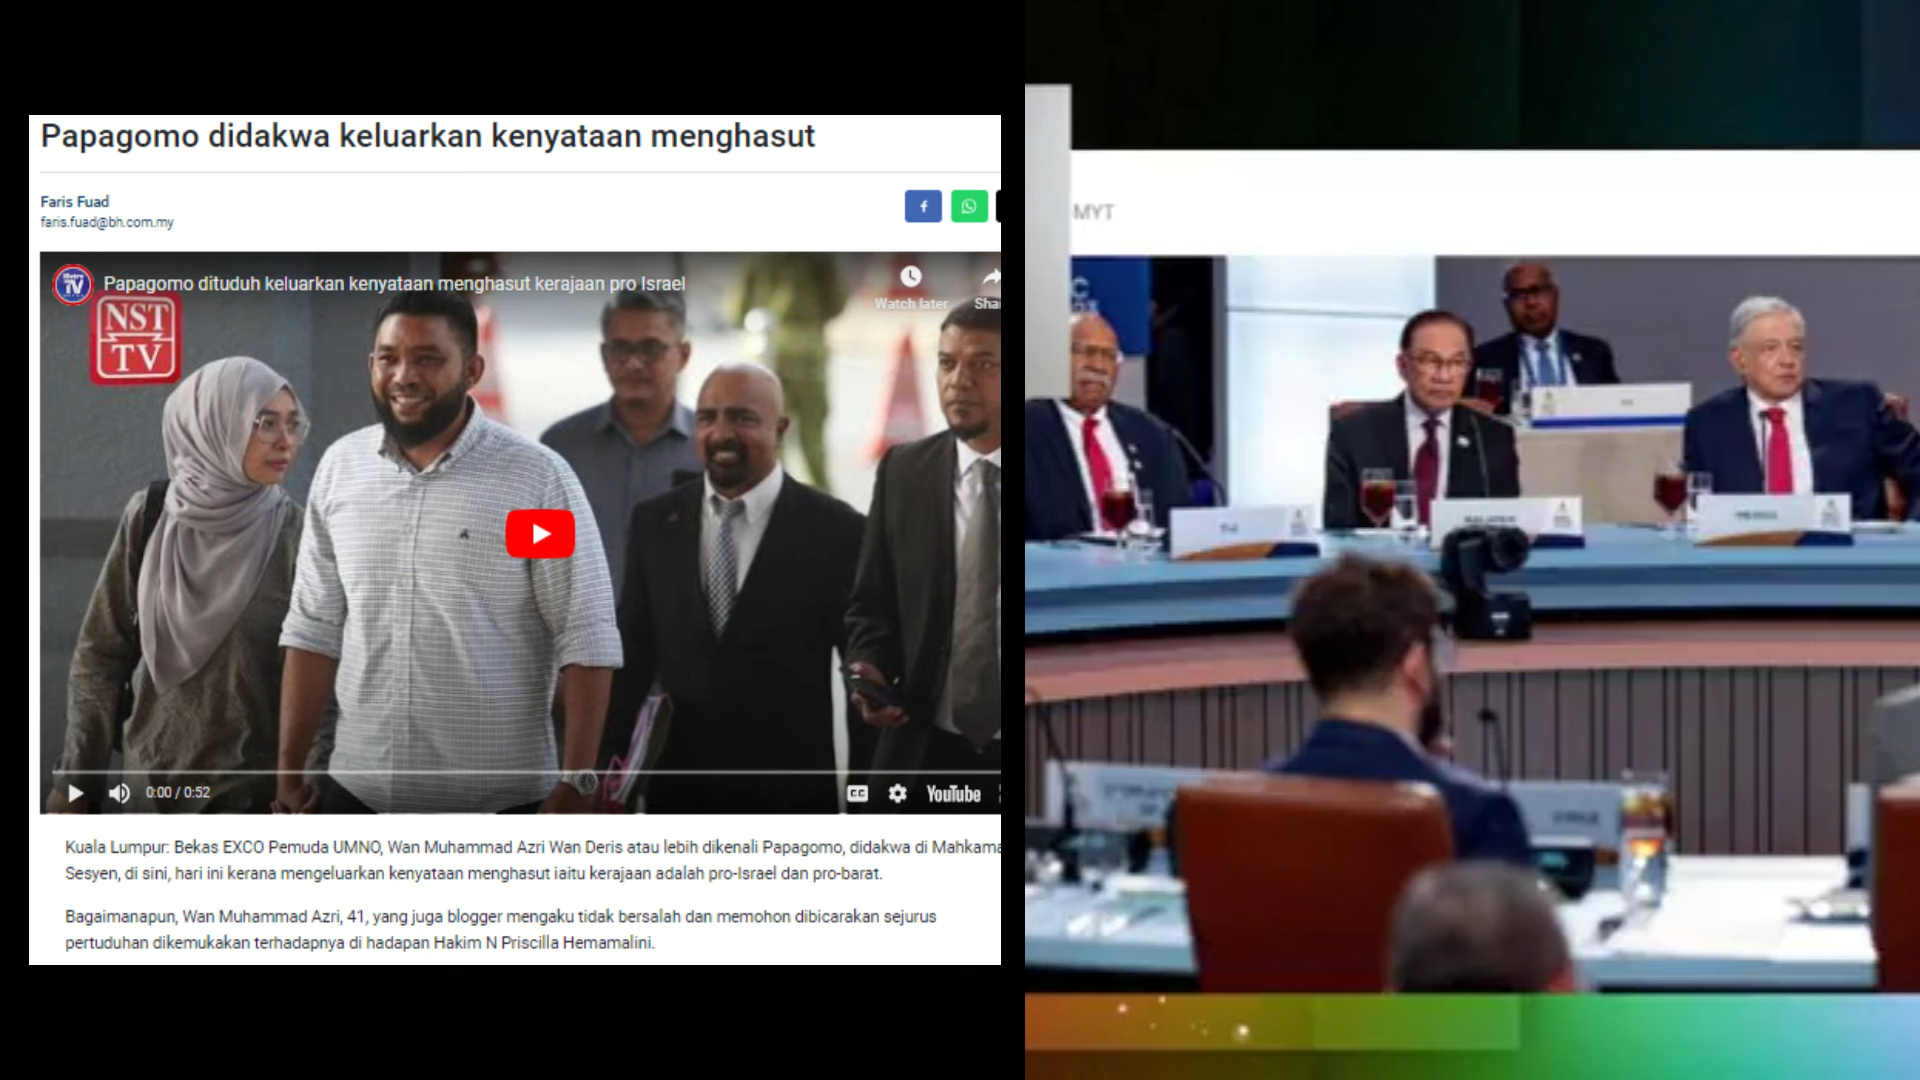 Papagomo didakwa keluarkan kenyataan menghasut
Faris Fuad
faris.fuad@bh.com.my
Papagomo dituduh keluarkan kenyataan menghasut kerajaan pro Israel
Watch later
Sha
NST
TV
0:00 / 0:52
CC
YouTube
Kuala Lumpur: Bekas EXCO Pemuda UMNO, Wan Muhammad Azri Wan Deris atau lebih dikenali Papagomo, didakwa di Mahkama
Sesyen, di sini, hari ini kerana mengeluarkan kenyataan menghasut iaitu kerajaan adalah pro-Israel dan pro-barat.
Bagaimanapun, Wan Muhammad Azri, 41, yang juga blogger mengaku tidak bersalah dan memohon dibicarakan sejurus
pertuduhan dikemukakan terhadapnya di hadapan Hakim N Priscilla Hemamalini.
MYT